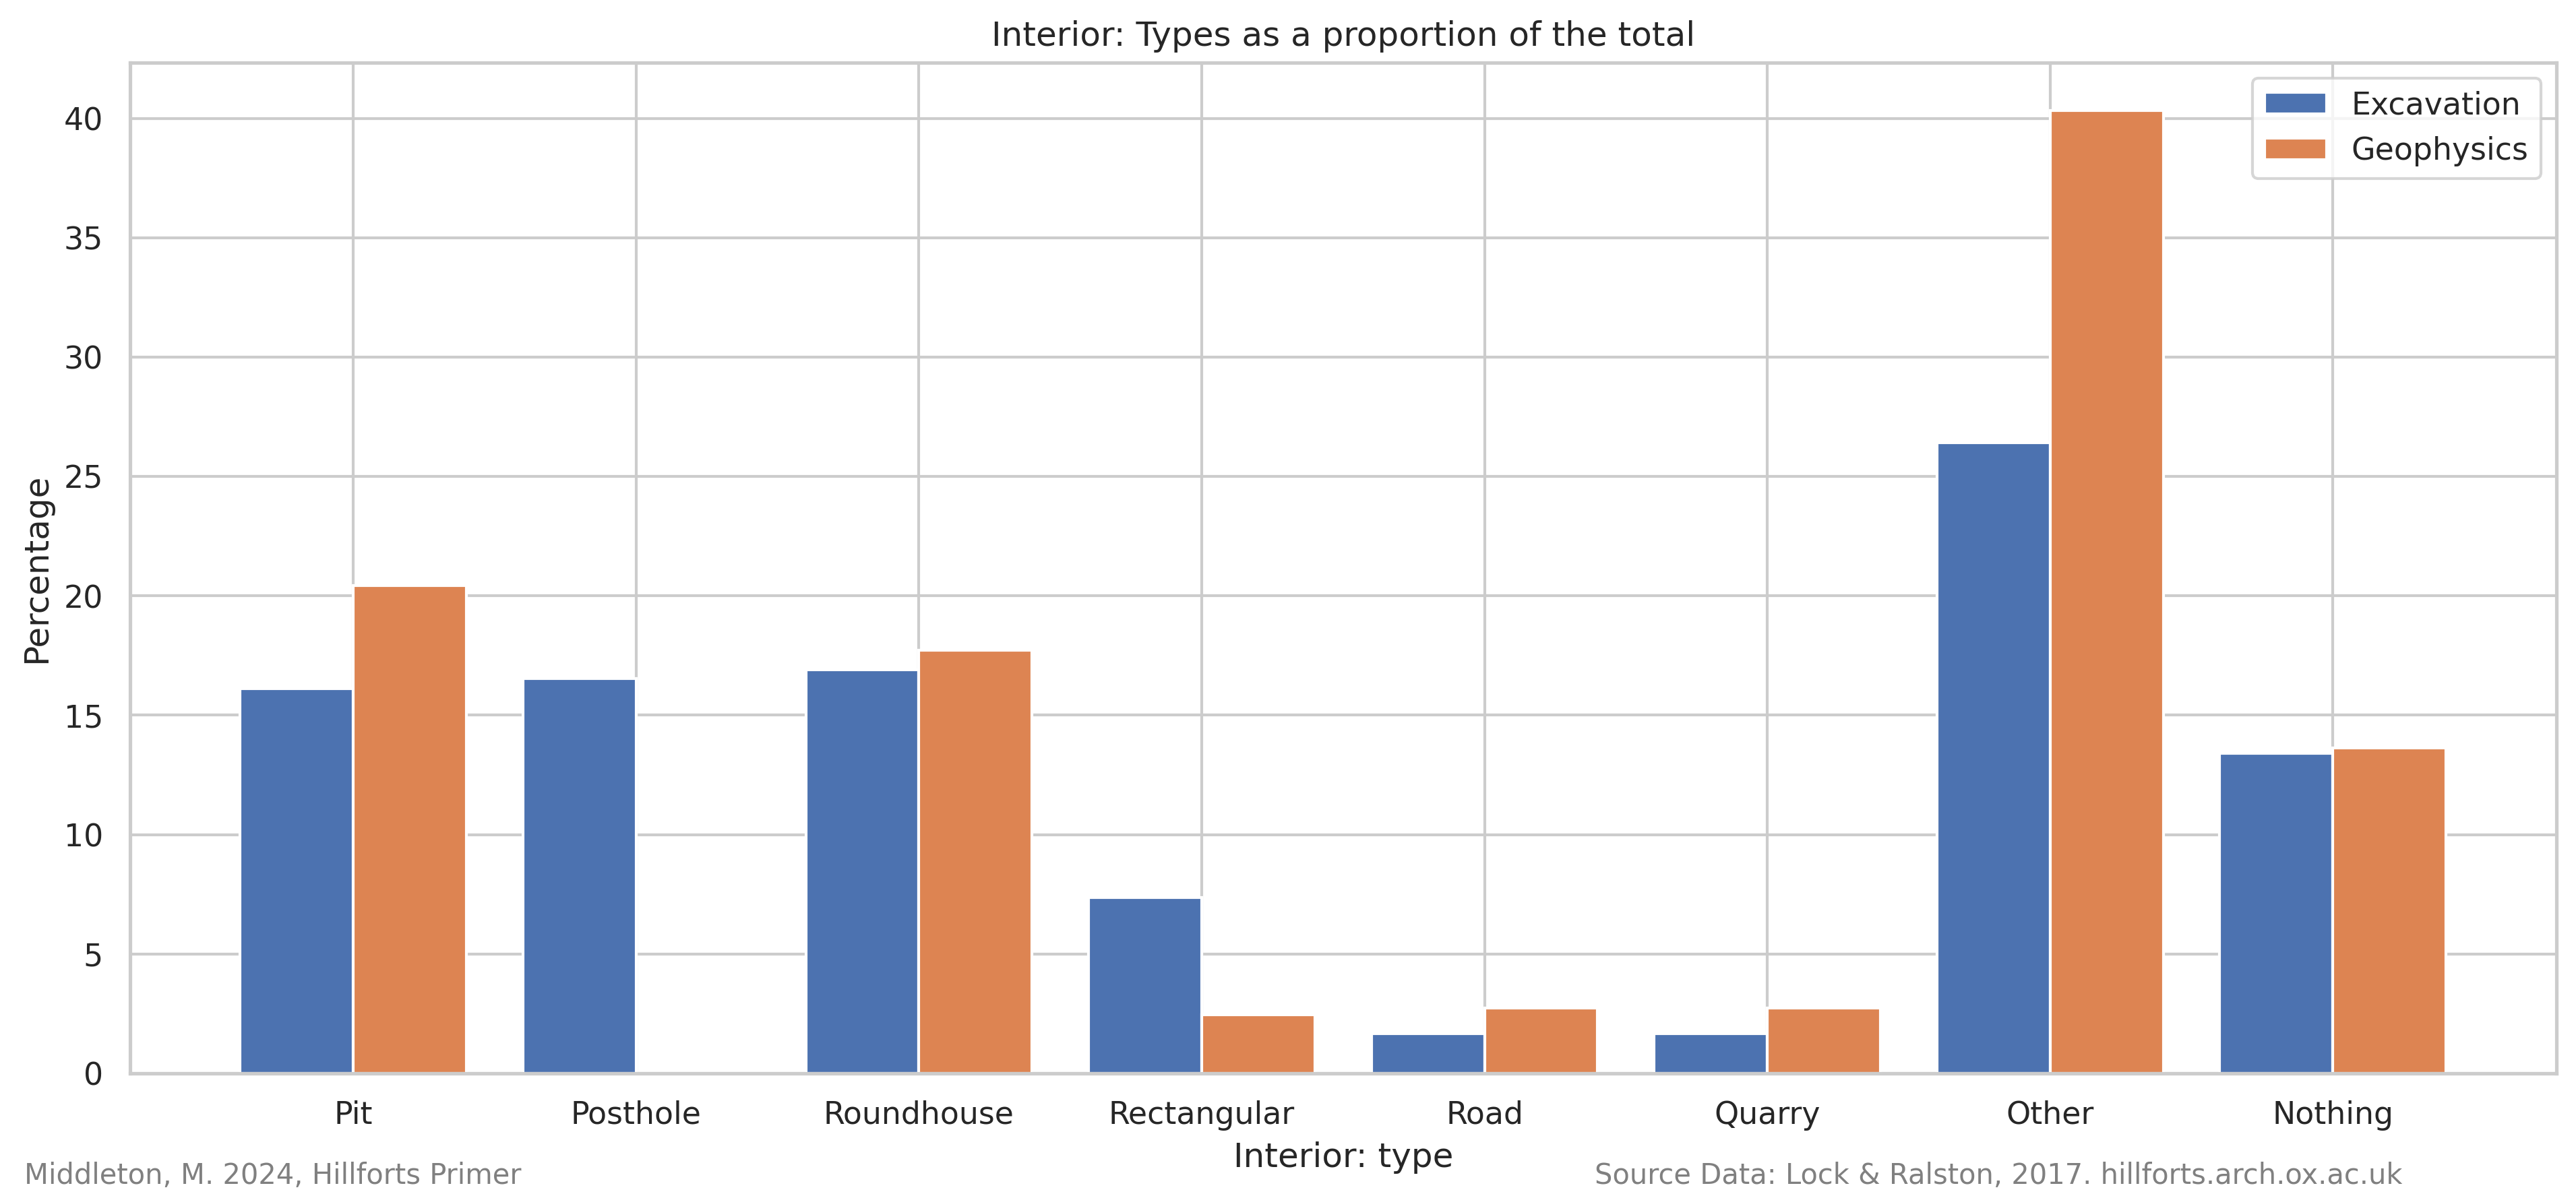 Interior: Types as a proportion of the total
Excavation
Geophysics
Percentage
40
35
30
25
20
15
10
5
0
Pit Posthole Roundhouse Rectangular Road Quarry Other Nothing
Interior: type
Middleton, M. 2024, Hillforts Primer
Source Data: Lock & Ralston, 2017. hillforts.arch.ox.ac.uk